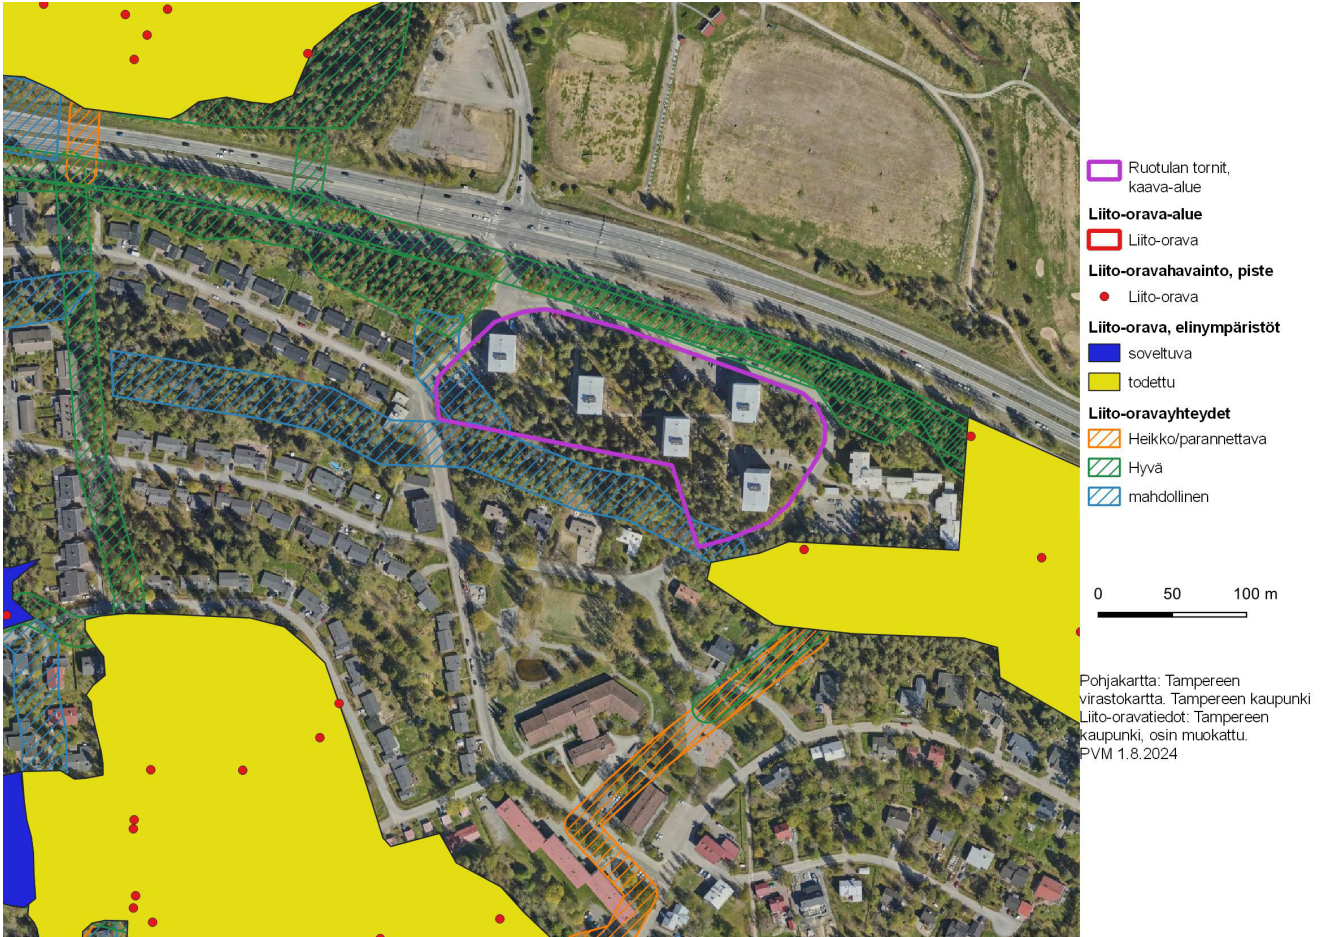 Ruotulan tornit,
kaava-alue
Liito-orava-alue
Liito-orava
Liito-oravahavainto, piste
Liito-orava
Liito-orava, elinympäristöt
soveltuva
todettu
Liito-oravayhteydet
Heikko/parannettava
Hyvä
mahdollinen
0 50 100 m
Pohjakartta: Tampereen
virastokartta. Tampereen kaupunki
Liito-oravatiedot: Tampereen
kaupunki, osin muokattu.
PVM 1.8.2024